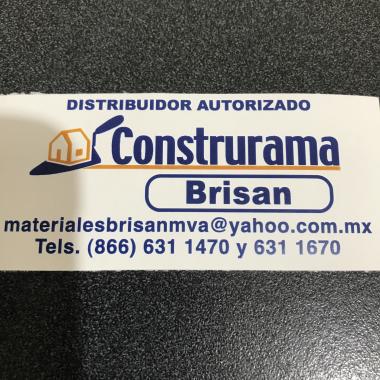 DISTRIBUIDOR AUTORIZADO
Construrama
Brisan
materialesbrisanmva@yahoo.com.mx
Tels. (866) 631 1470 y 631 1670